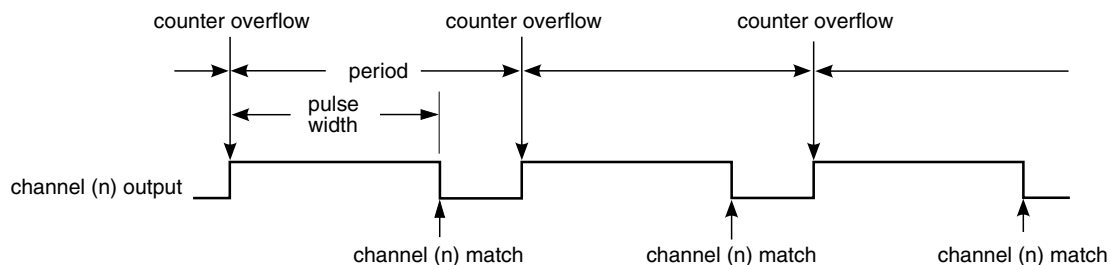 counter overflow counter overflow counter overflow
period
pulse
width
channel (n) output
channel (n) match channel (n) match channel (n) match